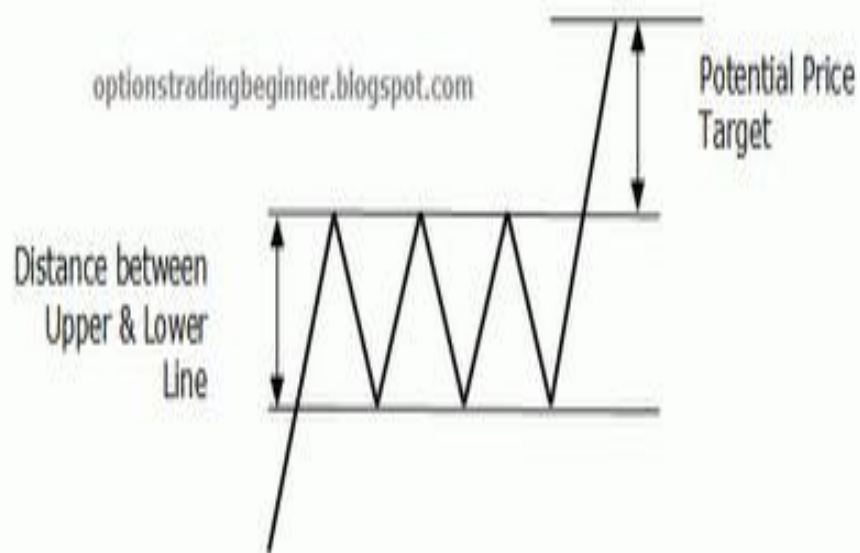 optionstradingbeginner.blogspot.com
Potential Price
Target
Distance between
Upper & Lower
Line